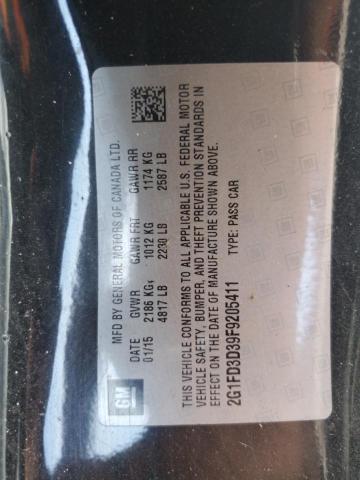 GM
MFD BY GENERAL MOTORS OF CANADA LTD.
DATE GVWR GAWR FRT GAWR RR
01/15 2186 KG 1012 KG 1174 KG
4817 LB 2230 LB 2587 LB
THIS VEHICLE CONFORMS TO ALL APPLICABLE U.S. FEDERAL MOTOR
VEHICLE SAFETY, BUMPER, AND THEFT PREVENTION STANDARDS IN
EFFECT ON THE DATE OF MANUFACTURE SHOWN ABOVE.
2G1FD3D39F9205411 TYPE: PASS CAR